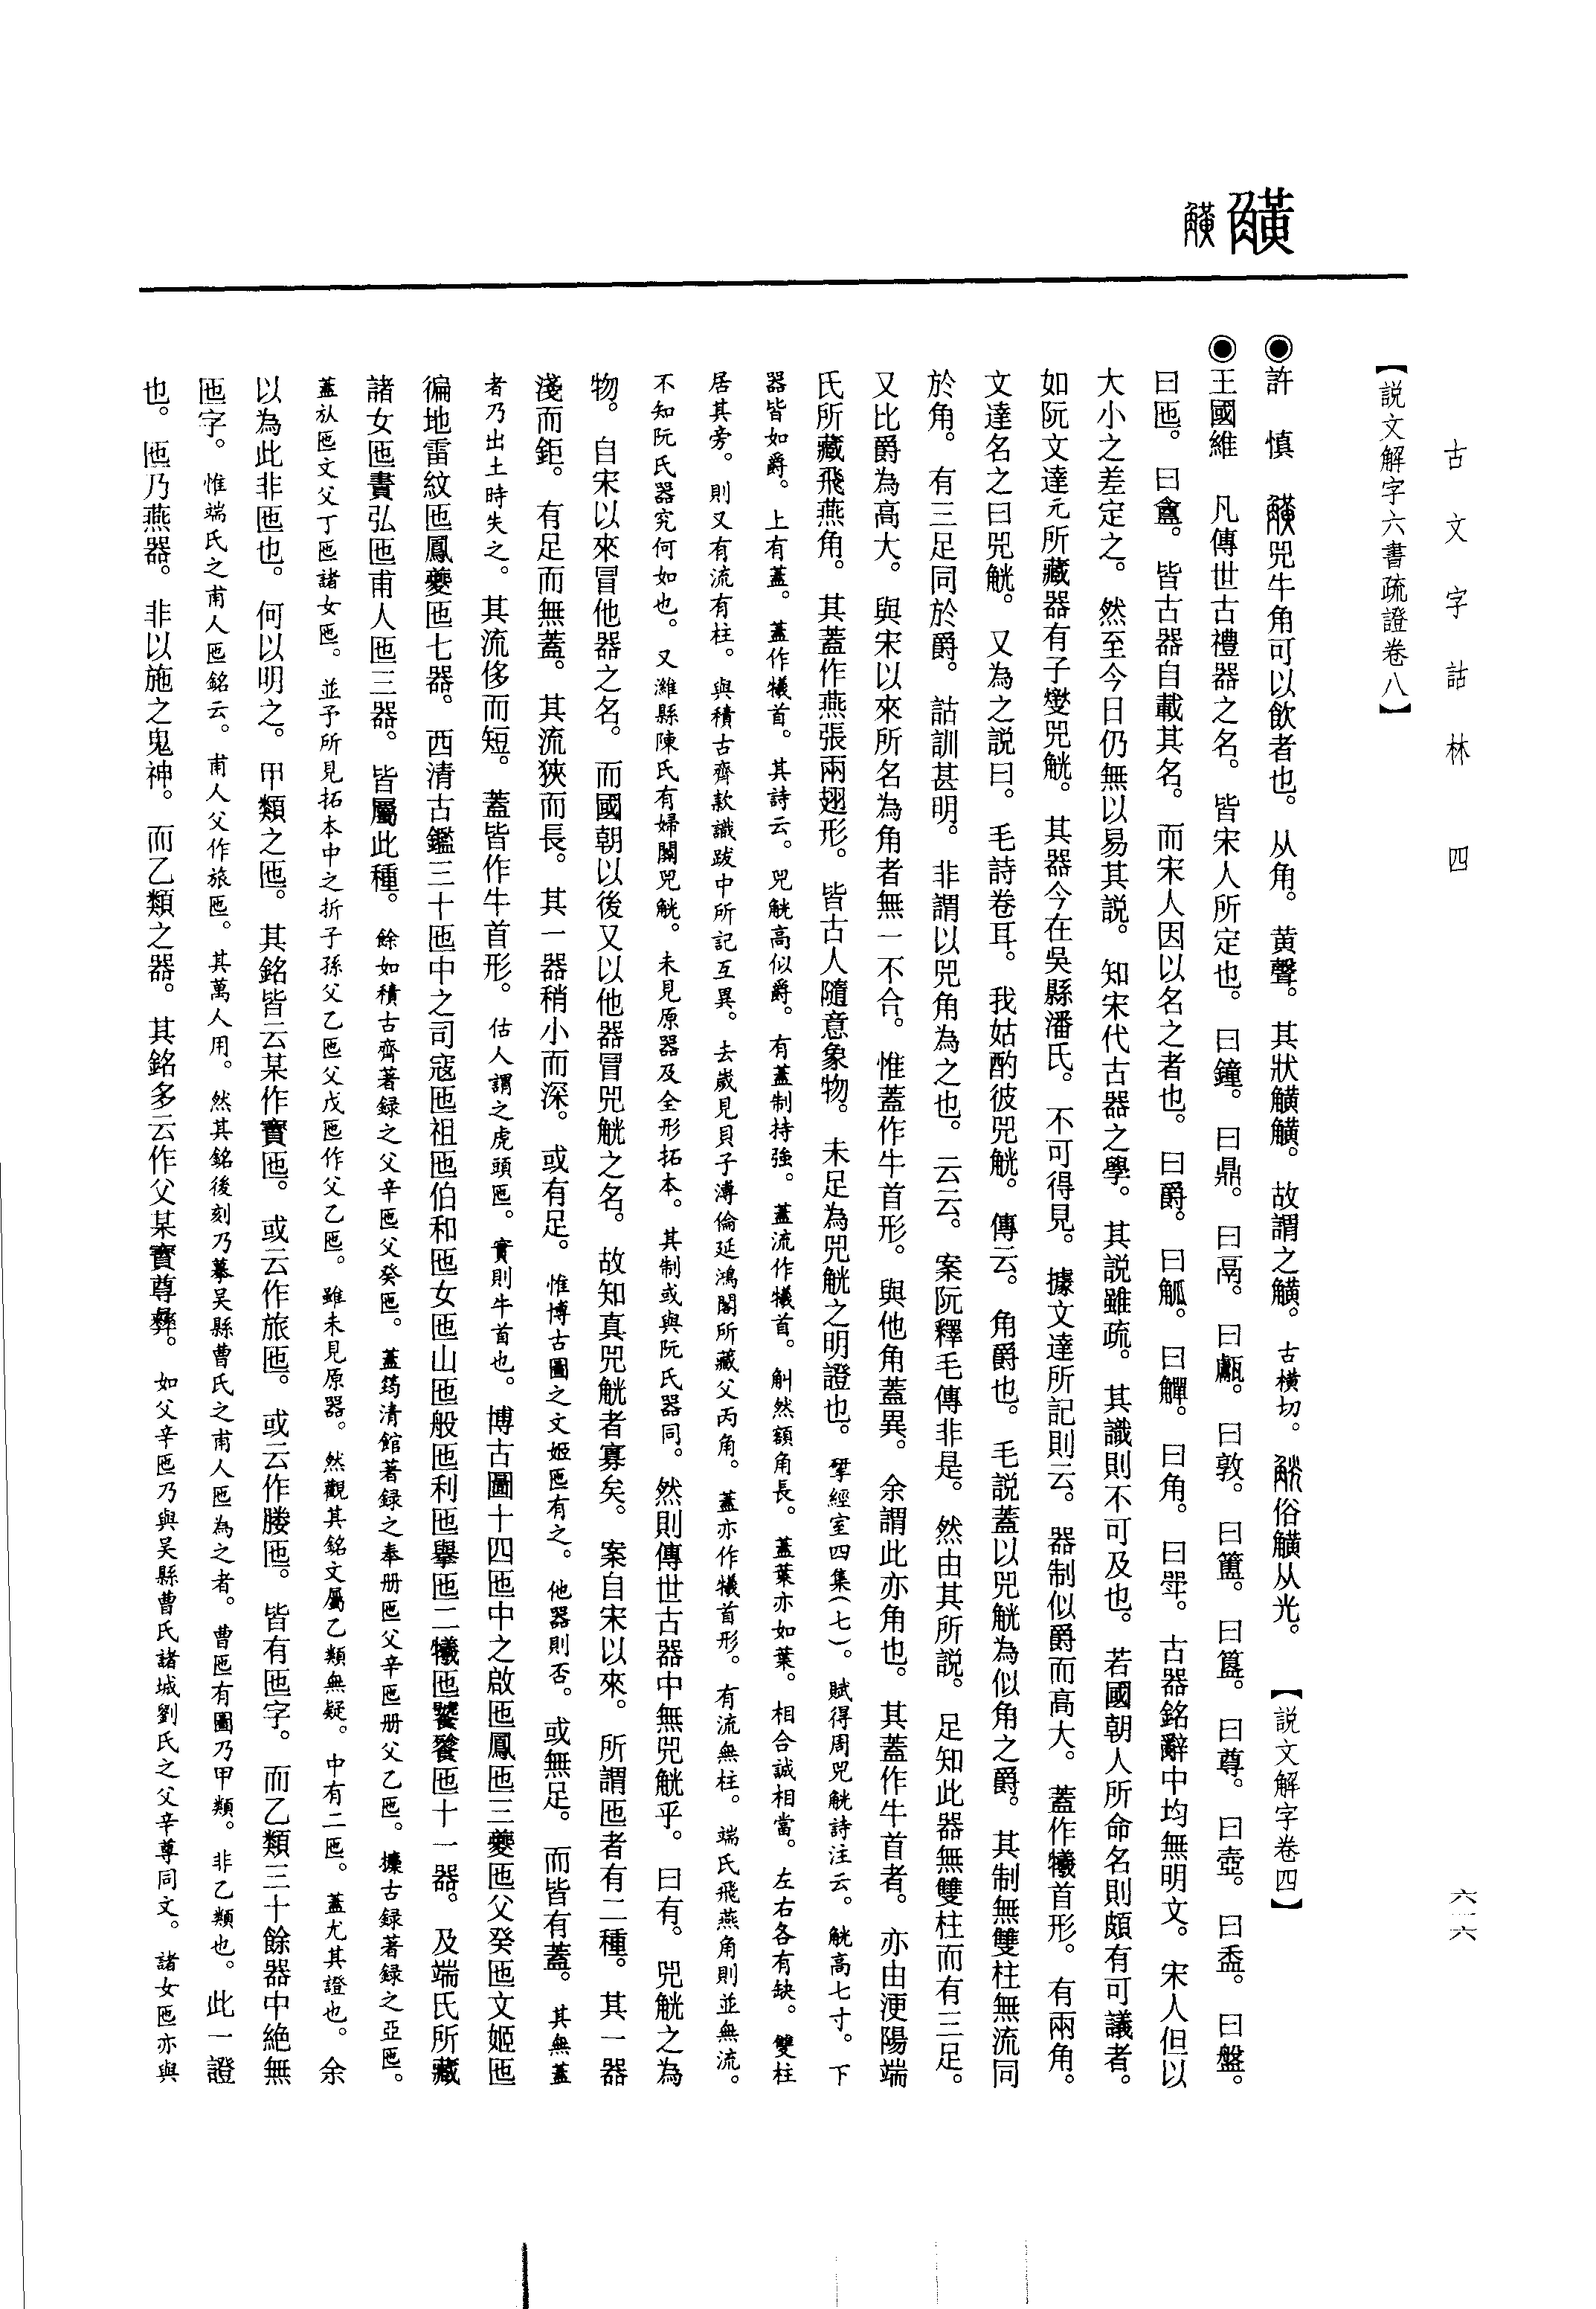 古文字詁林　四
六一六
觵
【説文解字六書疏證卷八】
◉許　慎　觵兕牛角可以飲者也。从角。黄聲。其狀觵觵。故謂之觵。古横切。觥俗觵从光。【説文解字卷四】
◉王國維　凡傳世古禮器之名。皆宋人所定也。曰鐘。曰鼎。曰鬲。曰甗。曰敦。曰簠。曰簋。曰尊。曰壺。曰盉。曰盤。
曰匜。曰盦。皆古器自載其名。而宋人因以名之者也。曰爵。曰觚。曰觶。曰角。曰斝。古器銘辭中均無明文。宋人但以
大小之差定之。然至今日仍無以易其説。知宋代古器之學。其説雖疏。其識則不可及也。若國朝人所命名則頗有可議者。
如阮文達元所藏器有子燮兕觥。其器今在吳縣潘氏。不可得見。據文達所記則云。器制似爵而高大。蓋作犧首形。有兩角。
文達名之曰兕觥。又為之説曰。毛詩卷耳。我姑酌彼兕觥。傳云。角爵也。毛説蓋以兕觥為似角之爵。其制無雙柱無流同
於角。有三足同於爵。詁訓甚明。非謂以兕角為之也。云云。案阮釋毛傳非是。然由其所説。足知此器無雙柱而有三足。
又比爵為高大。與宋以來所名為角者無一不合。惟蓋作牛首形。與他角蓋異。余謂此亦角也。其蓋作牛首者。亦由浭陽端
氏所藏飛燕角。其蓋作燕張兩翅形。皆古人隨意象物。未足為兕觥之明證也。揅經室四集（七）。賦得周兕觥詩注云。觥高七寸。下
器皆如爵。上有蓋。蓋作犧首。其詩云。兕觥高似爵。有蓋制持強。蓋流作犧首。斛然額角長。蓋葉亦如葉。相合誠相當。左右各有缺。雙柱
居其旁。則又有流有柱。與積古齊款識跋中所記互異。去嵗見貝子溥倫延鴻閣所藏父丙角。蓋亦作犧首形。有流無柱。端氏飛燕角則並無流。
不知阮氏器究何如也。又濰縣陳氏有婦闗兕觥。未見原器及全形拓本。其制或與阮氏器同。然則傳世古器中無兕觥乎。曰有。兕觥之為
物。自宋以來冒他器之名。而國朝以後又以他器冒兕觥之名。故知真兕觥者寡矣。案自宋以來。所謂匜者有二種。其一器
淺而鉅。有足而無蓋。其流狹而長。其一器稍小而深。或有足。惟博古圖之文姬匜有之。他器則否。或無足。而皆有蓋。其無蓋
者乃出土時失之。其流侈而短。蓋皆作牛首形。估人謂之虎頭匜。實則牛首也。博古圖十四匜中之啟匜鳳匜三夔匜父癸匜文姬匜
徧地雷紋匜鳳夔匜七器。西清古鑑三十匜中之司寇匜祖匜伯和匜女匜山匜般匜利匜舉匜二犧匜饕餮匜十一器。及端氏所藏
諸女匜責弘匜甫人匜三器。皆屬此種。餘如積古齊著録之父辛匜父癸匜。蓋筠清館著録之奉册匜父辛匜册父乙匜。攗古録著録之亞匜。
蓋㕻匜文父丁匜諸女匜。並予所見拓本中之折子孫父乙匜父戊匜作父乙匜。雖未見原器。然觀其銘文屬乙類無疑。中有二匜。蓋尤其證也。余
以為此非匜也。何以明之。甲類之匜。其銘皆云某作寶匜。或云作旅匜。或云作媵匜。皆有匜字。而乙類三十餘器中絶無
匜字。惟端氏之甫人匜銘云。甫人父作旅匜。其萬人用。然其銘後刻乃摹吴縣曹氏之甫人匜為之者。曹匜有圖乃甲類。非乙類也。此一證
也。匜乃燕器。非以施之鬼神。而乙類之器。其銘多云作父某寶尊彝。如父辛匜乃與吴縣曹氏諸城劉氏之父辛尊同文。諸女匜亦與